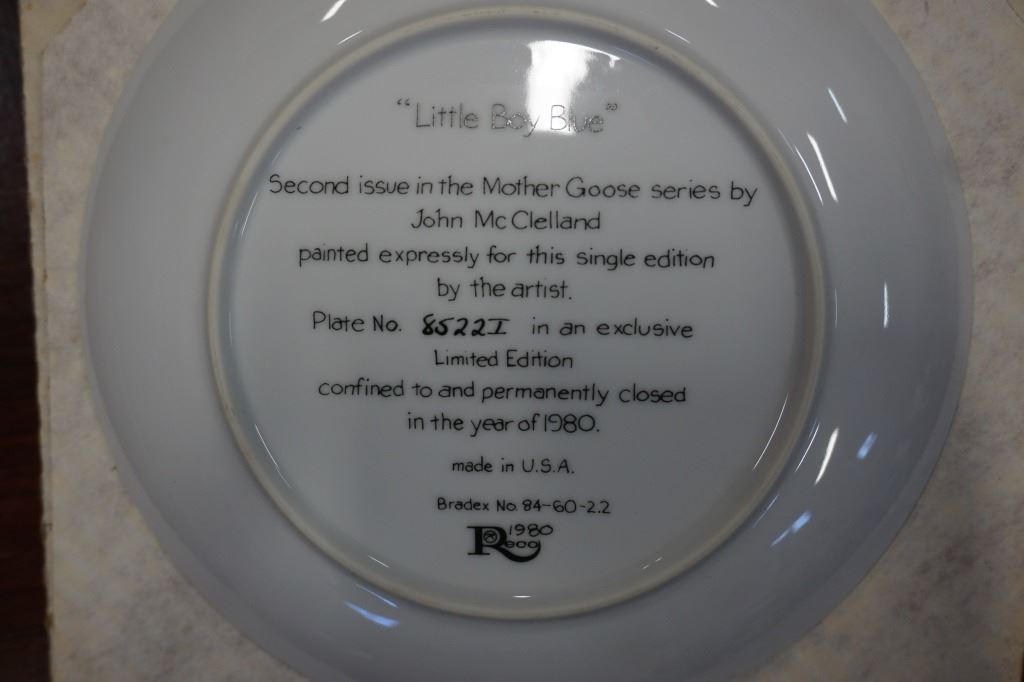 “Little Boy Blue”
Second issue in the Mother Goose series by
John McClelland
painted expressly for this single edition
by the artist.
Plate No. 8522I in an exclusive
Limited Edition
confined to and permanently closed
in the year of 1980.
made in U.S.A.
Bradex No. 84-60-2.2
1980
Reco